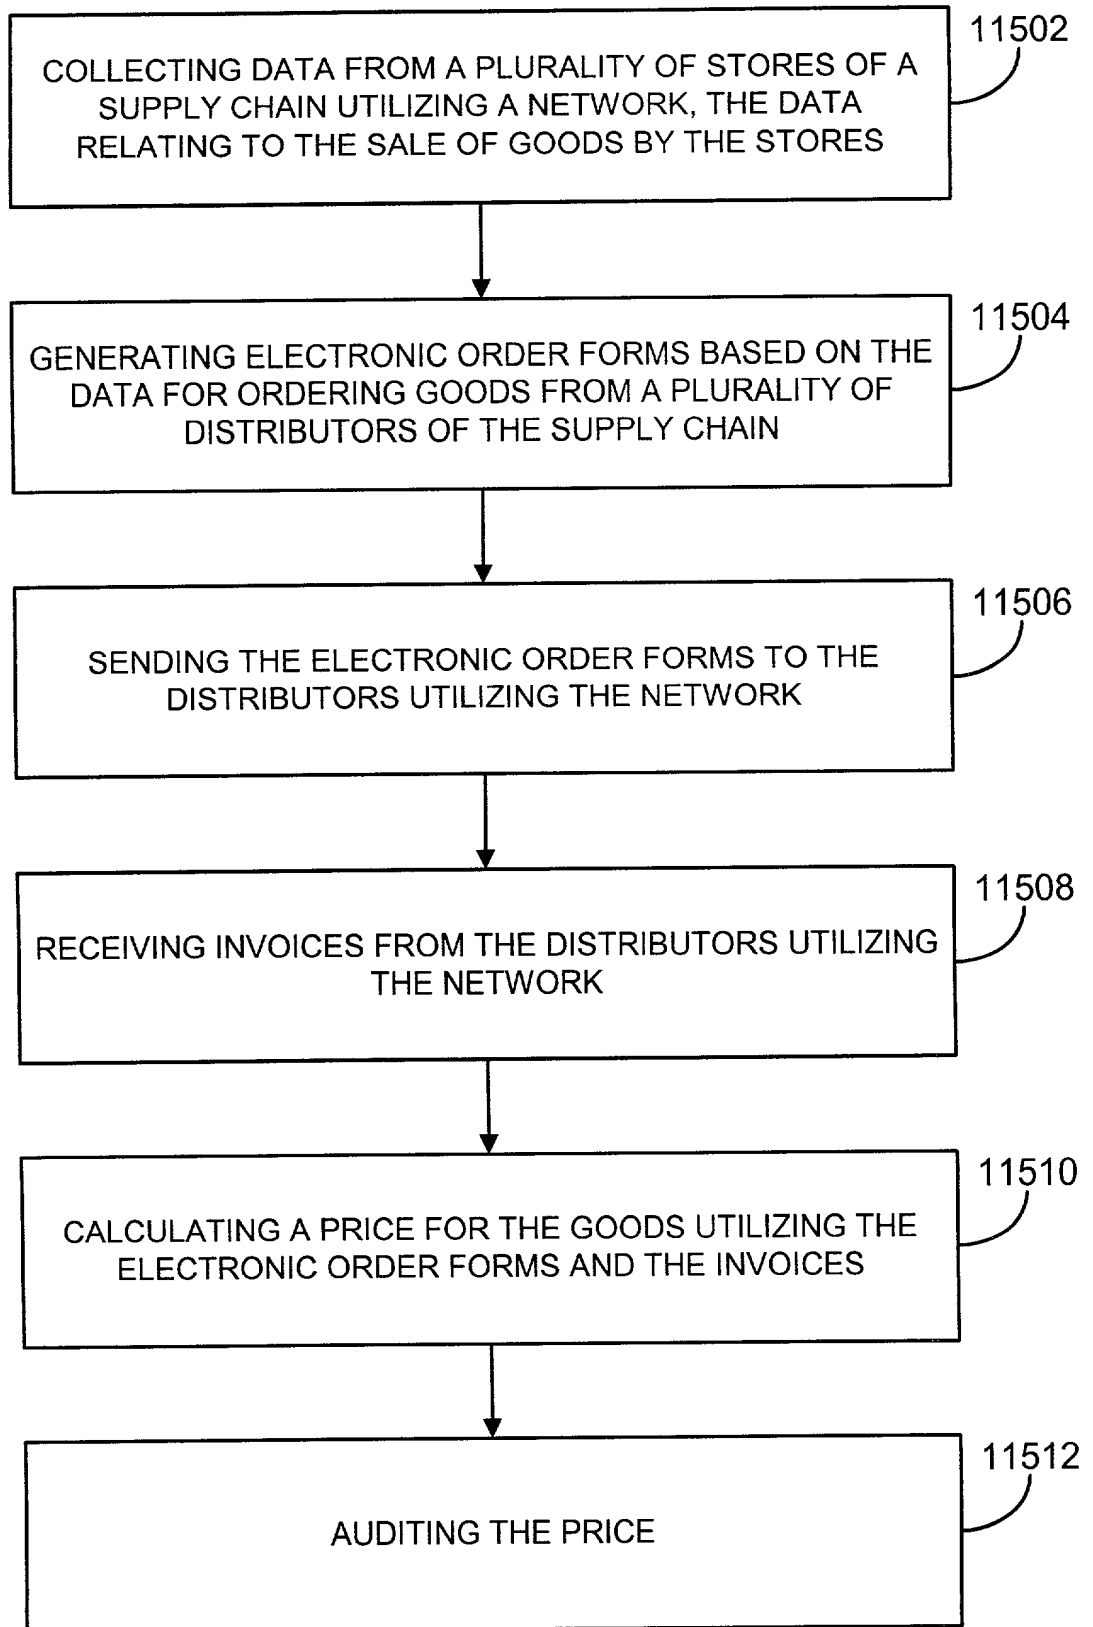 11502
COLLECTING DATA FROM A PLURALITY OF STORES OF A
SUPPLY CHAIN UTILIZING A NETWORK, THE DATA
RELATING TO THE SALE OF GOODS BY THE STORES
11504
GENERATING ELECTRONIC ORDER FORMS BASED ON THE
DATA FOR ORDERING GOODS FROM A PLURALITY OF
DISTRIBUTORS OF THE SUPPLY CHAIN
11506
SENDING THE ELECTRONIC ORDER FORMS TO THE
DISTRIBUTORS UTILIZING THE NETWORK
11508
RECEIVING INVOICES FROM THE DISTRIBUTORS UTILIZING
THE NETWORK
11510
CALCULATING A PRICE FOR THE GOODS UTILIZING THE
ELECTRONIC ORDER FORMS AND THE INVOICES
11512
AUDITING THE PRICE